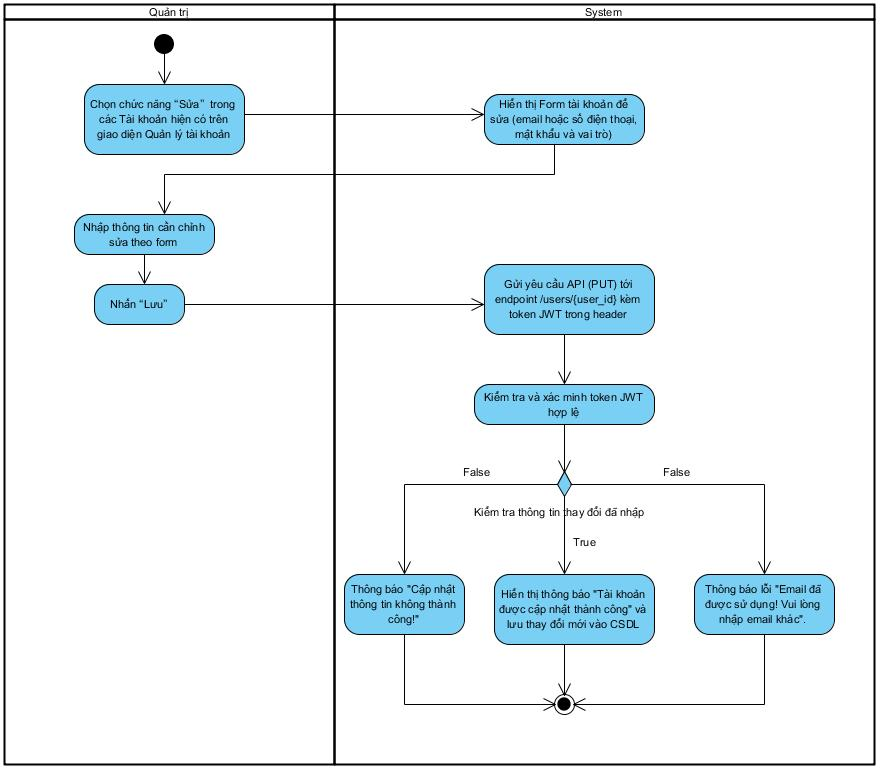 Quản trị
System
Chọn chức năng “Sửa” trong
các Tài khoản hiện có trên
giao diện Quản lý tài khoản
Hiển thị Form tài khoản để
sửa (email hoặc số điện thoại,
mật khẩu và vai trò)
Nhập thông tin cần chỉnh
sửa theo form
Nhấn “Lưu”
Gửi yêu cầu API (PUT) tới
endpoint /users/{user_id} kèm
token JWT trong header
Kiểm tra và xác minh token JWT
hợp lệ
False
False
Kiểm tra thông tin thay đổi đã nhập
True
Thông báo "Cập nhật
thông tin không thành
công!"
Hiển thị thông báo "Tài khoản
được cập nhật thành công" và
lưu thay đổi mới vào CSDL
Thông báo lỗi "Email đã
được sử dụng! Vui lòng
nhập email khác".